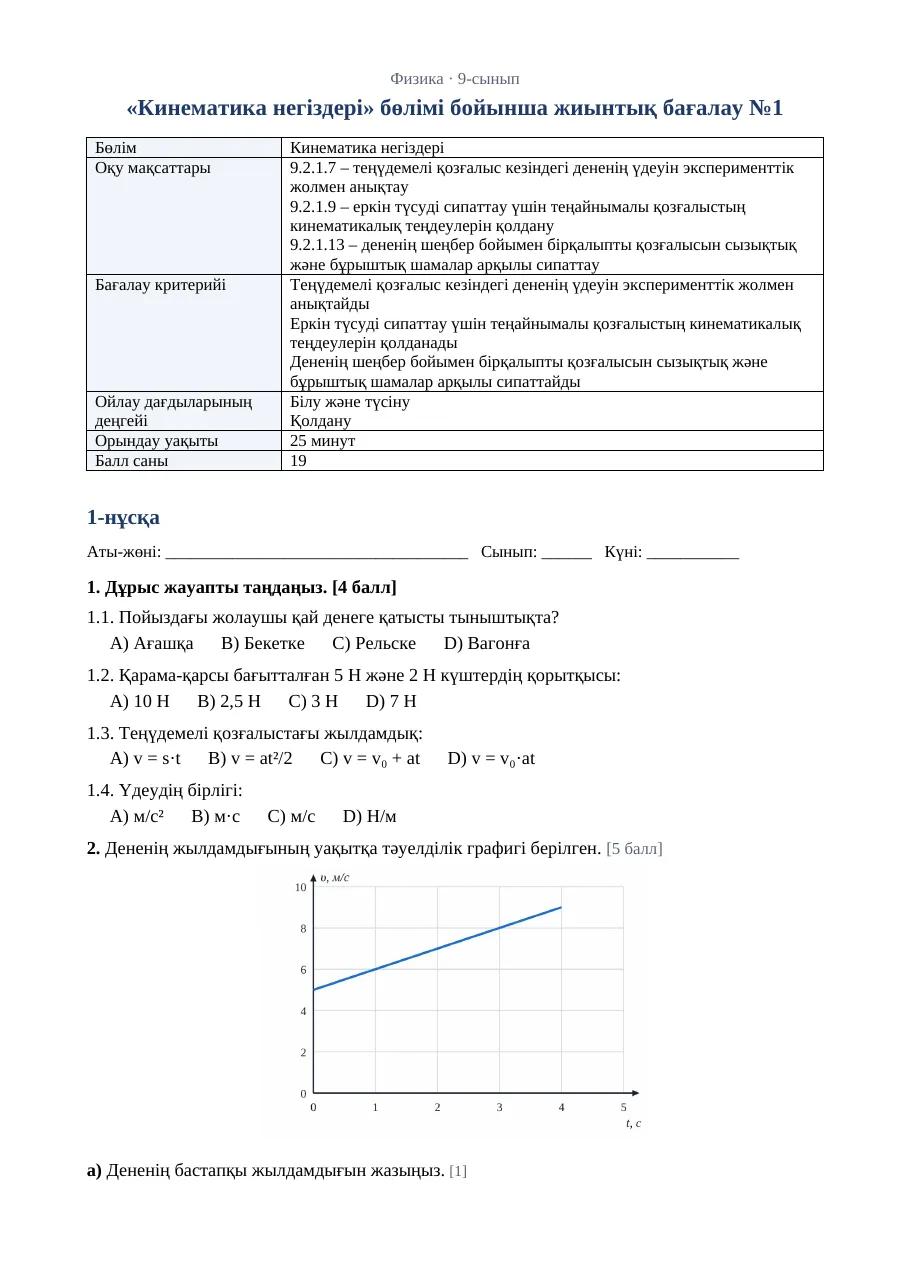 Физика · 9-сынып
«Кинематика негіздері» бөлімі бойынша жиынтық бағалау №1
Бөлім
Кинематика негіздері
Оқу мақсаттары
9.2.1.7 – теңүдемелі қозғалыс кезіндегі дененің үдеуін эксперименттік
жолмен анықтау
9.2.1.9 – еркін түсуді сипаттау үшін теңайнымалы қозғалыстың
кинематикалық теңдеулерін қолдану
9.2.1.13 – дененің шеңбер бойымен бірқалыпты қозғалысын сызықтық
және бұрыштық шамалар арқылы сипаттау
Бағалау критерийі
Теңүдемелі қозғалыс кезіндегі дененің үдеуін эксперименттік жолмен
анықтайды
Еркін түсуді сипаттау үшін теңайнымалы қозғалыстың кинематикалық
теңдеулерін қолданады
Дененің шеңбер бойымен бірқалыпты қозғалысын сызықтық және
бұрыштық шамалар арқылы сипаттайды
Ойлау дағдыларының
деңгейі
Білу және түсіну
Қолдану
Орындау уақыты
25 минут
Балл саны
19
1-нұсқа
Аты-жөні: ____________________________________ Сынып: ______ Күні: ___________
1. Дұрыс жауапты таңдаңыз. [4 балл]
1.1. Пойыздағы жолаушы қай денеге қатысты тыныштықта?
A) Ағашқа B) Бекетке C) Рельске D) Вагонға
1.2. Қарама-қарсы бағытталған 5 Н және 2 Н күштердің қорытқысы:
A) 10 Н B) 2,5 Н C) 3 Н D) 7 Н
1.3. Теңүдемелі қозғалыстағы жылдамдық:
A) v = s·t B) v = at²/2 C) v = v₀ + at D) v = v₀·at
1.4. Үдеудің бірлігі:
A) м/с² B) м·с C) м/с D) Н/м
2. Дененің жылдамдығының уақытқа тәуелділік графигі берілген. [5 балл]
υ, м/с
10
8
6
4
2
0
0 1 2 3 4 5
t, с
a) Дененің бастапқы жылдамдығын жазыңыз. [1]